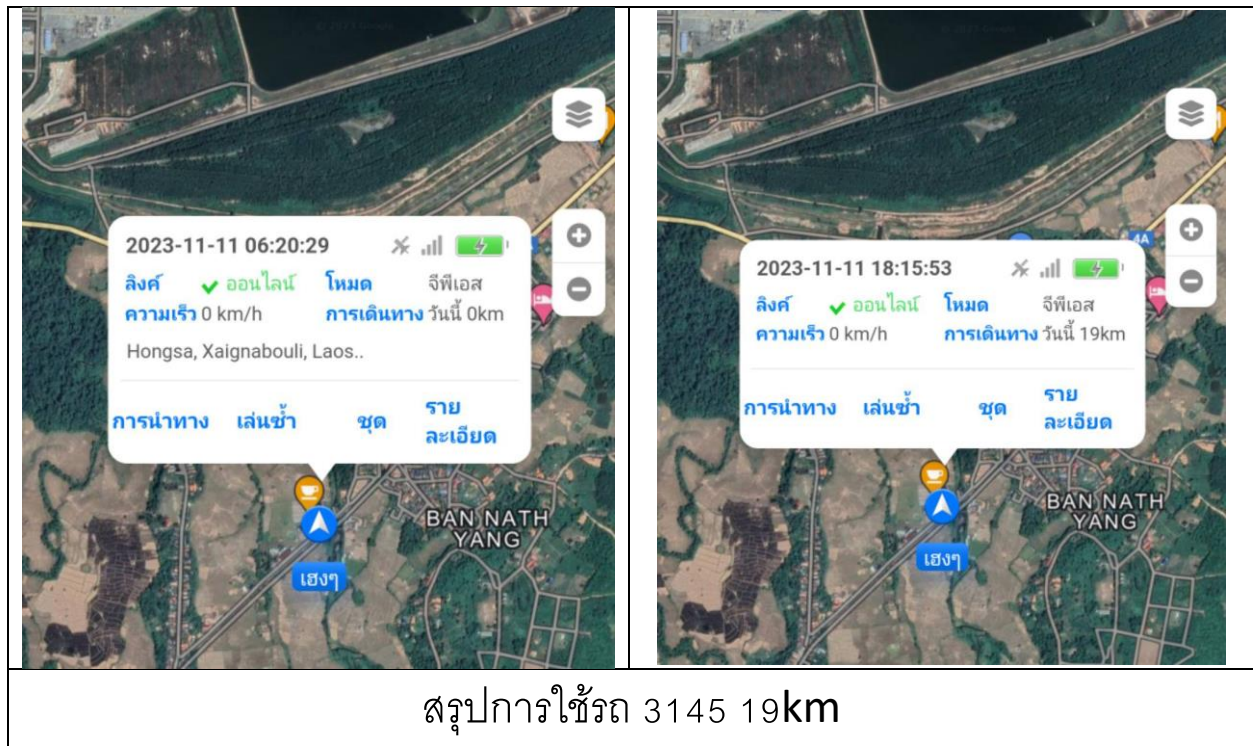 2023-11-11 06:20:29
ลิงค์ ออนไลน์ โหมด จีพีเอส
ความเร็ว 0 km/h การเดินทาง วันนี้ 0km
Hongsa, Xaignabouli, Laos..
การนำทาง เล่นซ้ำ ชุด ราย
ละเอียด
BAN NATH
YANG
เฮงๆ
4A
2023-11-11 18:15:53
ลิงค์ ออนไลน์ โหมด จีพีเอส
ความเร็ว 0 km/h การเดินทาง วันนี้ 19km
การนำทาง เล่นซ้ำ ชุด ราย
ละเอียด
BAN NATH
YANG
เฮงๆ
สรุปการใช้รถ 3145 19km